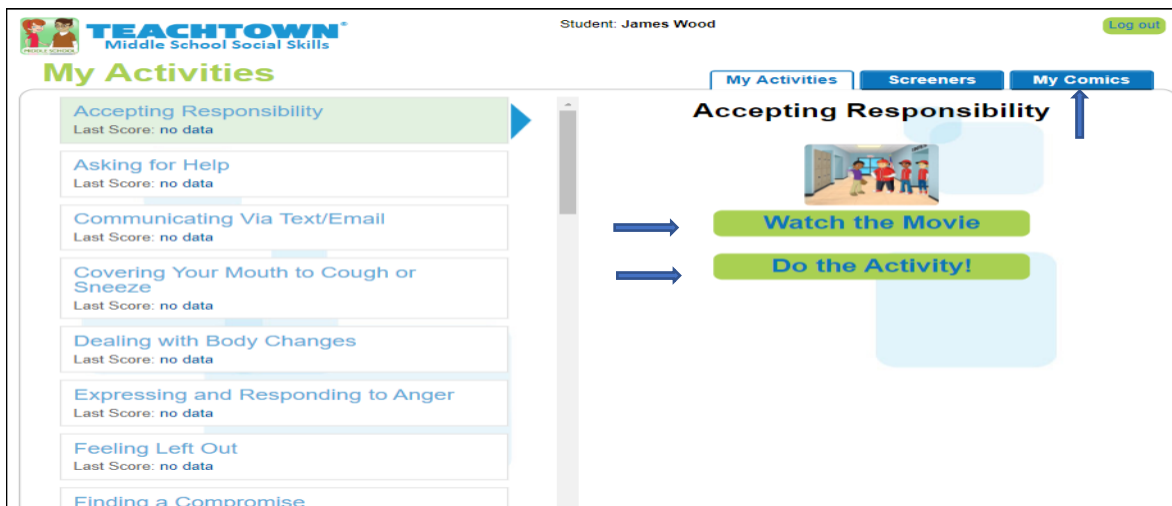 TEACHTOWN®
Middle School Social Skills
MIDDLE SCHOOL
Student: James Wood
Log out
My Activities
My Activities
Screeners
My Comics
Accepting Responsibility
Last Score: no data
Asking for Help
Last Score: no data
Communicating Via Text/Email
Last Score: no data
Covering Your Mouth to Cough or
Sneeze
Last Score: no data
Dealing with Body Changes
Last Score: no data
Expressing and Responding to Anger
Last Score: no data
Feeling Left Out
Last Score: no data
Finding a Compromise
Accepting Responsibility
Watch the Movie
Do the Activity!